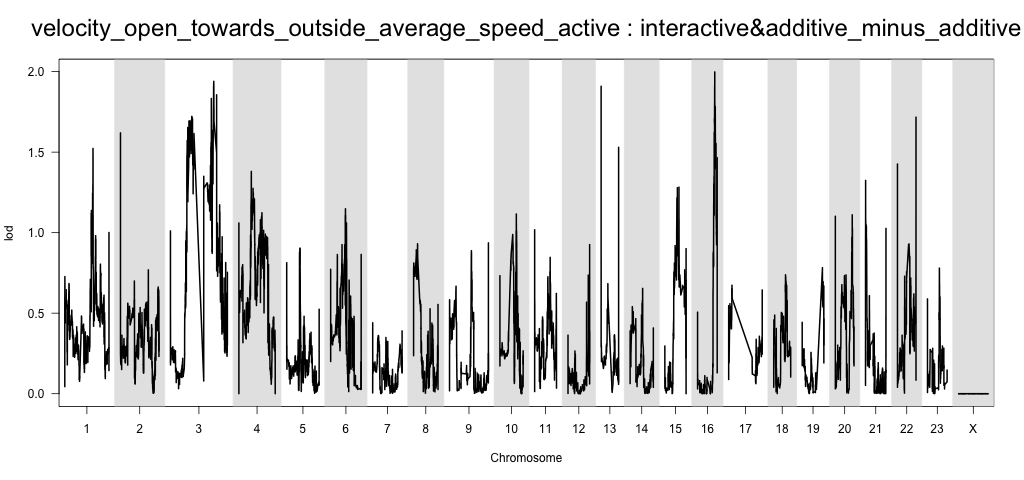 velocity_open_towards_outside_average_speed_active : interactive&additive_minus_additive
2.0
1.5
1.0
0.5
0.0
lod
1 2 3 4 5 6 7 8 9 10 11 12 13 14 15 16 17 18 19 20 21 22 23 X
Chromosome